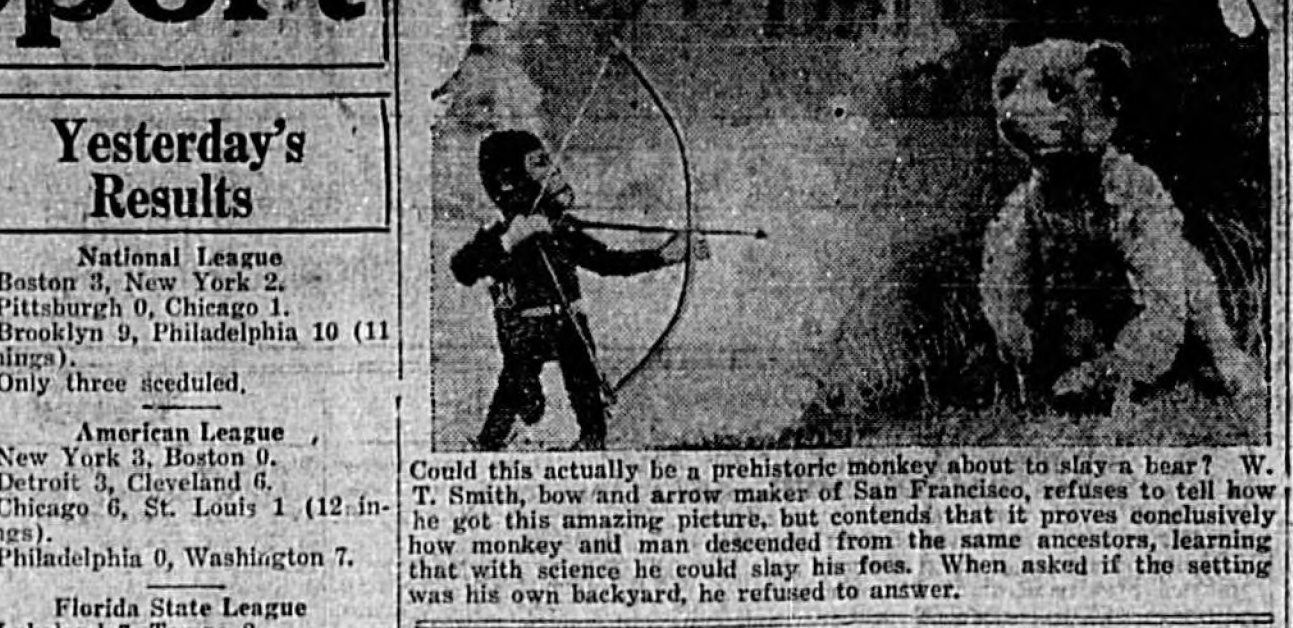 port
Yesterday's
Results
National League
Boston 3, New York 2.
Pittsburgh 0, Chicago 1.
Brooklyn 9, Philadelphia 10 (11
nings).
Only three sceduled.
American League
New York 3, Boston 0.
Detroit 3, Cleveland 6.
Chicago 6, St. Louis 1 (12 in-
ngs).
Philadelphia 0, Washington 7.
Florida State League
Could this actually be a prehistoric monkey about to slay a bear? W.
T. Smith, bow and arrow maker of San Francisco, refuses to tell how
he got this amazing picture, but contends that it proves conclusively
how monkey and man descended from the same ancestors, learning
that with science he could slay his foes. When asked if the setting
was his own backyard, he refused to answer.